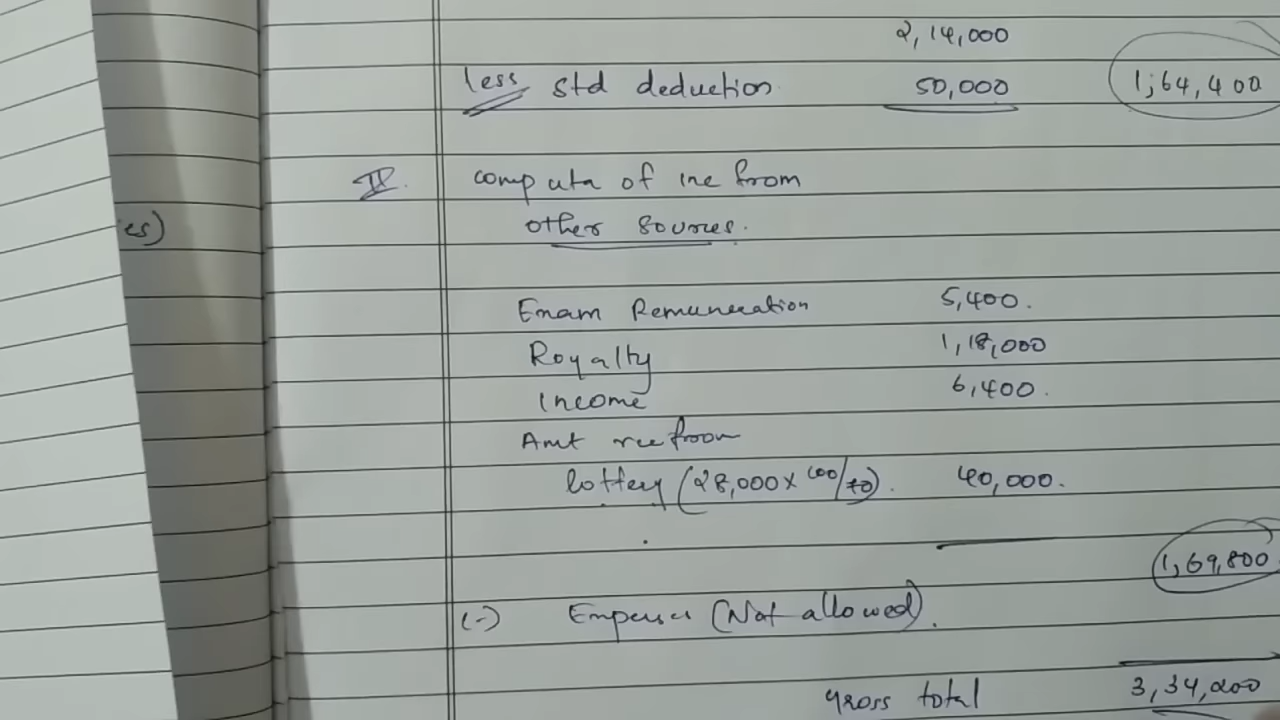 2,14,000
less std deduction 50,000 1,64,400
II. computa of inc from
es) other sources.
Exam Remuneration 5,400.
Royalty 1,18,000
Income 6,400.
Amt rec from
lottery (28,000 x 100/70). 40,000.
1,69,800
(-) Expenses (Not allowed).
gross total 3,34,200